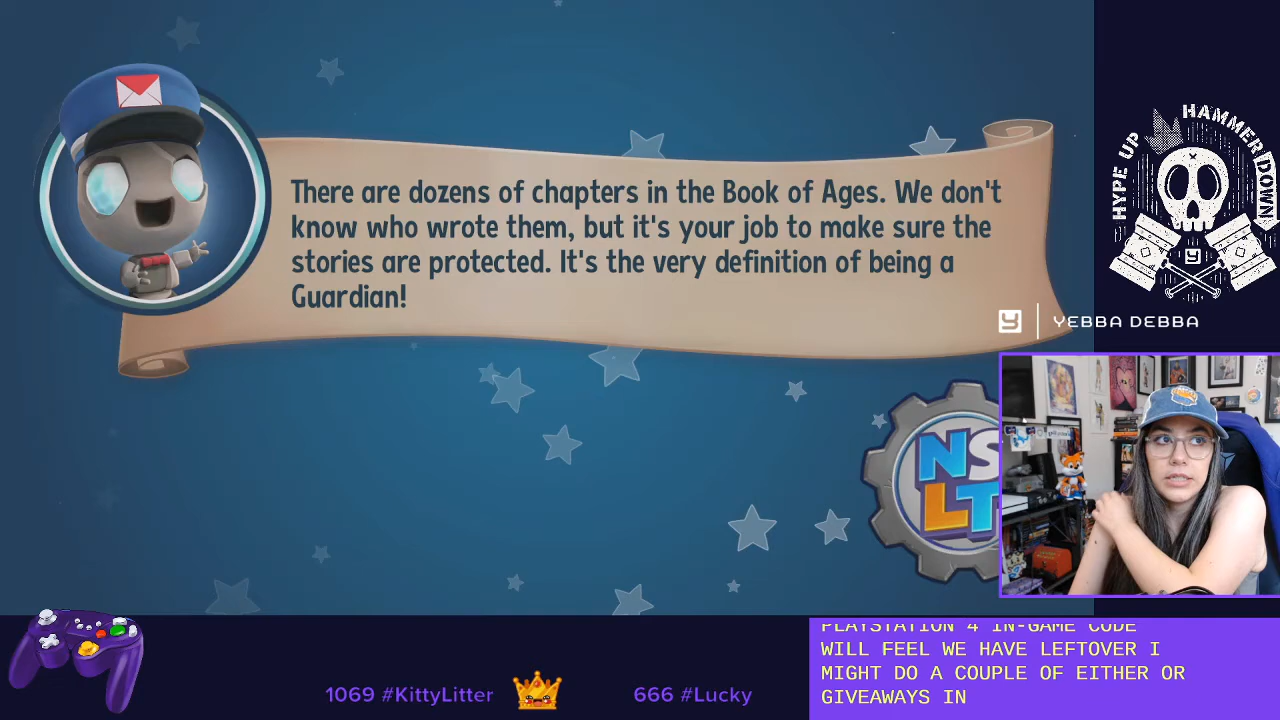 There are dozens of chapters in the Book of Ages. We don't
know who wrote them, but it's your job to make sure the
stories are protected. It's the very definition of being a
Guardian!
HYPE UP
HAMMER DOWN
YEBBA DEBBA
NS
LT
PLAYSTATION 4 IN-GAME CODE
WILL FEEL WE HAVE LEFTOVER I
MIGHT DO A COUPLE OF EITHER OR
GIVEAWAYS IN
1069 #KittyLitter
666 #Lucky